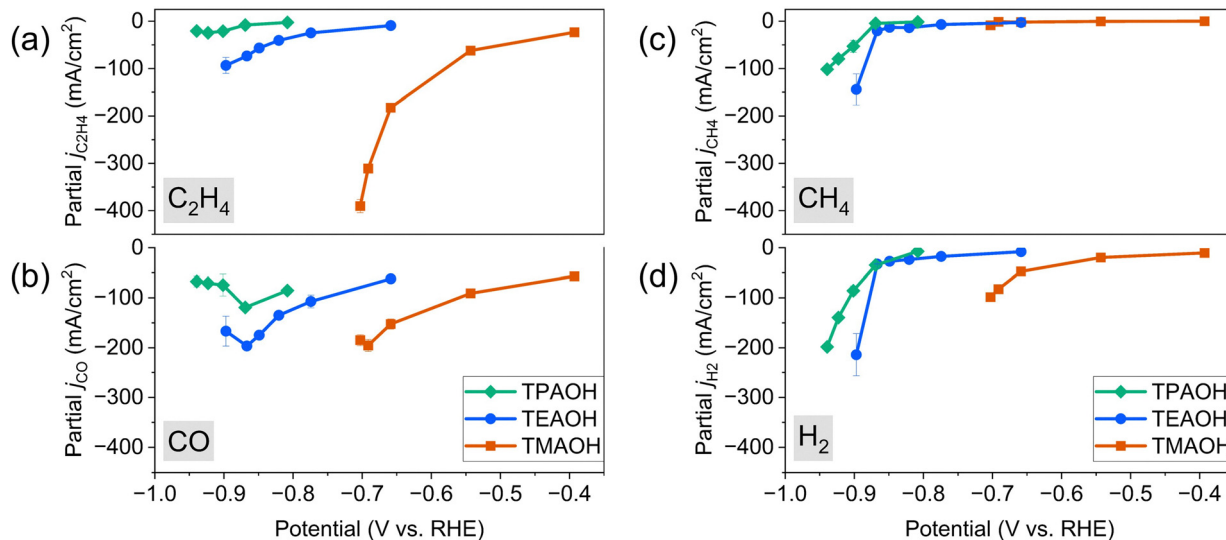 (a)
Partial j_C2H4 (mA/cm²)
0
−100
−200
−300
−400
C₂H₄
(b)
Partial j_CO (mA/cm²)
0
−100
−200
−300
−400
CO
TPAOH
TEAOH
TMAOH
−1.0 −0.9 −0.8 −0.7 −0.6 −0.5 −0.4
Potential (V vs. RHE)
(c)
Partial j_CH4 (mA/cm²)
0
−100
−200
−300
−400
CH₄
(d)
Partial j_H2 (mA/cm²)
0
−100
−200
−300
−400
H₂
TPAOH
TEAOH
TMAOH
−1.0 −0.9 −0.8 −0.7 −0.6 −0.5 −0.4
Potential (V vs. RHE)